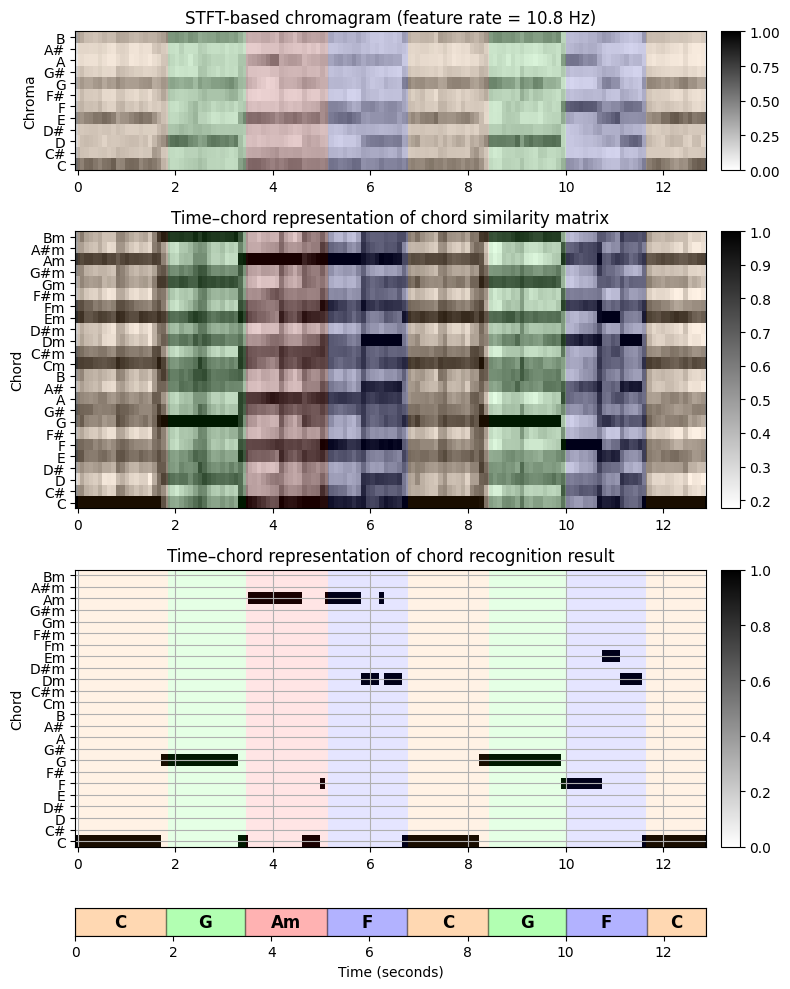 STFT-based chromagram (feature rate = 10.8 Hz)
Chroma
B
A#
A
G#
G
F#
F
E
D#
D
C#
C
0 2 4 6 8 10 12
1.00
0.75
0.50
0.25
0.00
Time–chord representation of chord similarity matrix
Chord
Bm
A#m
Am
G#m
Gm
F#m
Fm
Em
D#m
Dm
C#m
Cm
B
A#
A
G#
G
F#
F
E
D#
D
C#
C
0 2 4 6 8 10 12
1.0
0.9
0.8
0.7
0.6
0.5
0.4
0.3
0.2
Time–chord representation of chord recognition result
Chord
Bm
A#m
Am
G#m
Gm
F#m
Fm
Em
D#m
Dm
C#m
Cm
B
A#
A
G#
G
F#
F
E
D#
D
C#
C
0 2 4 6 8 10 12
1.0
0.8
0.6
0.4
0.2
0.0
C G Am F C G F C
0 2 4 6 8 10 12
Time (seconds)